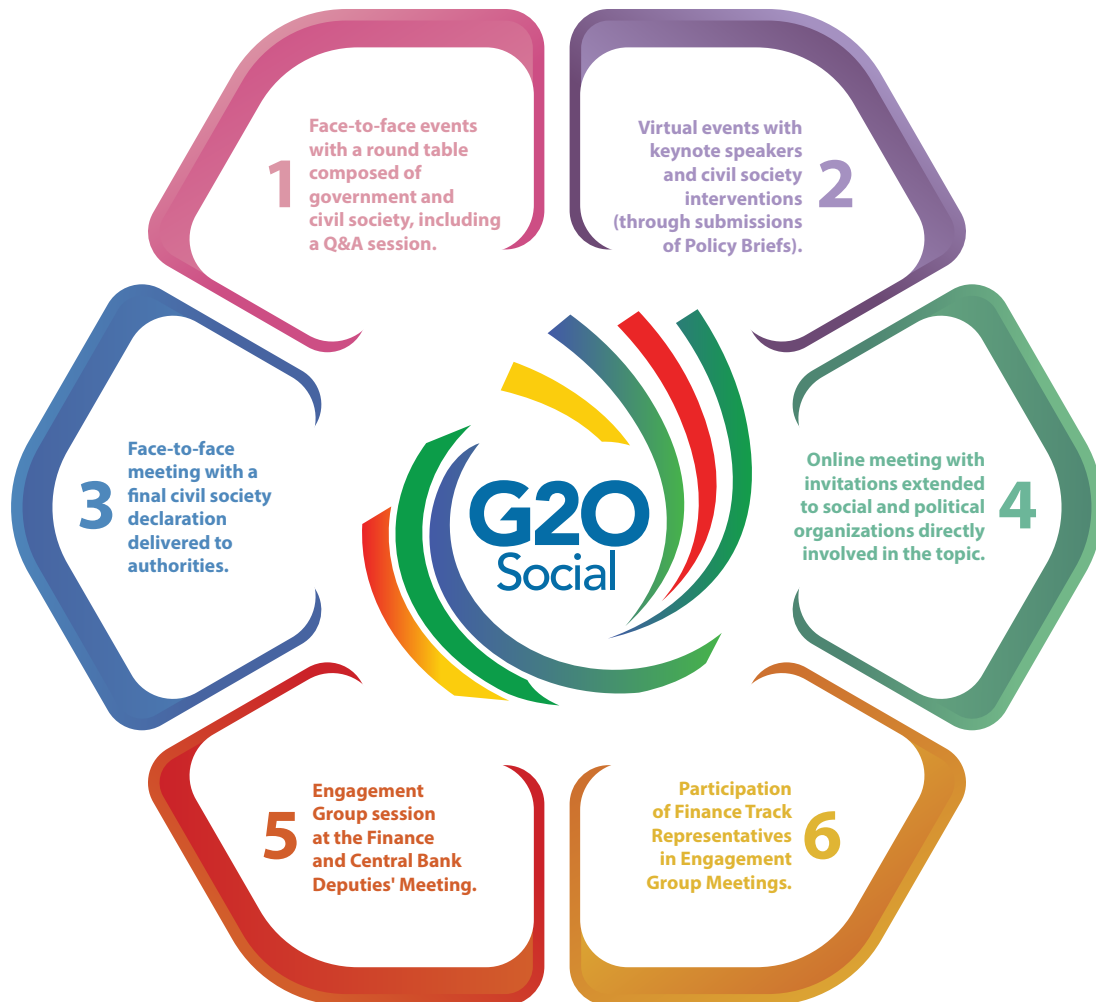 1
Face-to-face events
with a round table
composed of
government and
civil society, including
a Q&A session.
2
Virtual events with
keynote speakers
and civil society
interventions
(through submissions
of Policy Briefs).
3
Face-to-face
meeting with a
final civil society
declaration
delivered to
authorities.
G20
Social
4
Online meeting with
invitations extended
to social and political
organizations directly
involved in the topic.
5
Engagement
Group session
at the Finance
and Central Bank
Deputies' Meeting.
6
Participation
of Finance Track
Representatives
in Engagement
Group Meetings.